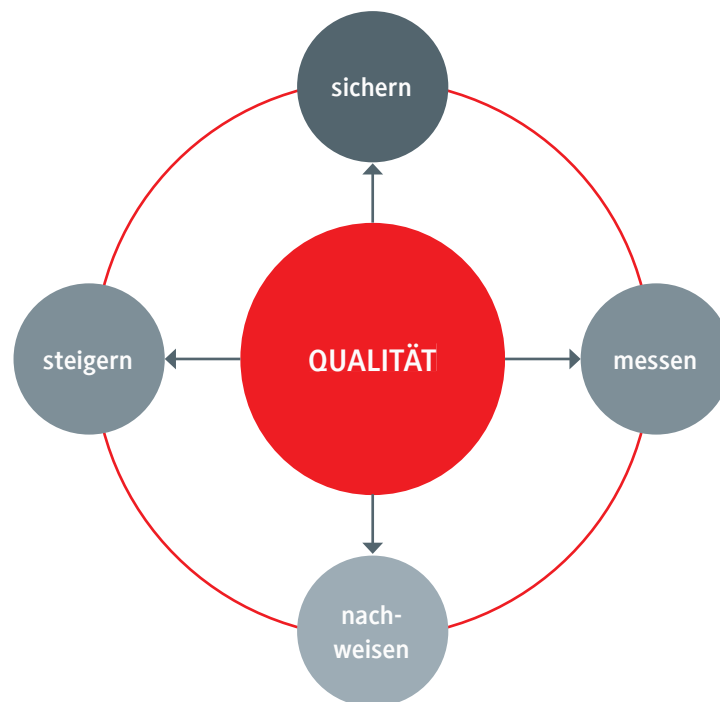 sichern
steigern
QUALITÄT
messen
nach-
weisen